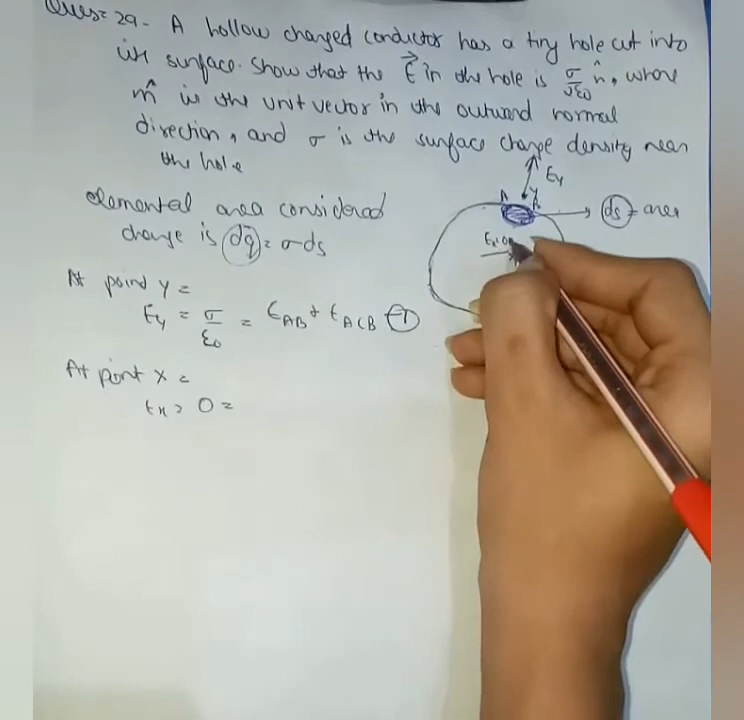 Ques 29- A hollow charged conductor has a tiny hole cut into
its surface. Show that the E⃗ in the hole is σ/2ε0 n̂, where
n̂ is the unit vector in the outward normal
direction, and σ is the surface charge density near
the hole
Ey
A
ds = area
elemental area considered
charge is dq = σds
At point Y =
Ey = σ/ε0 = EAB + EACB ①
At point X =
Ex = 0 =